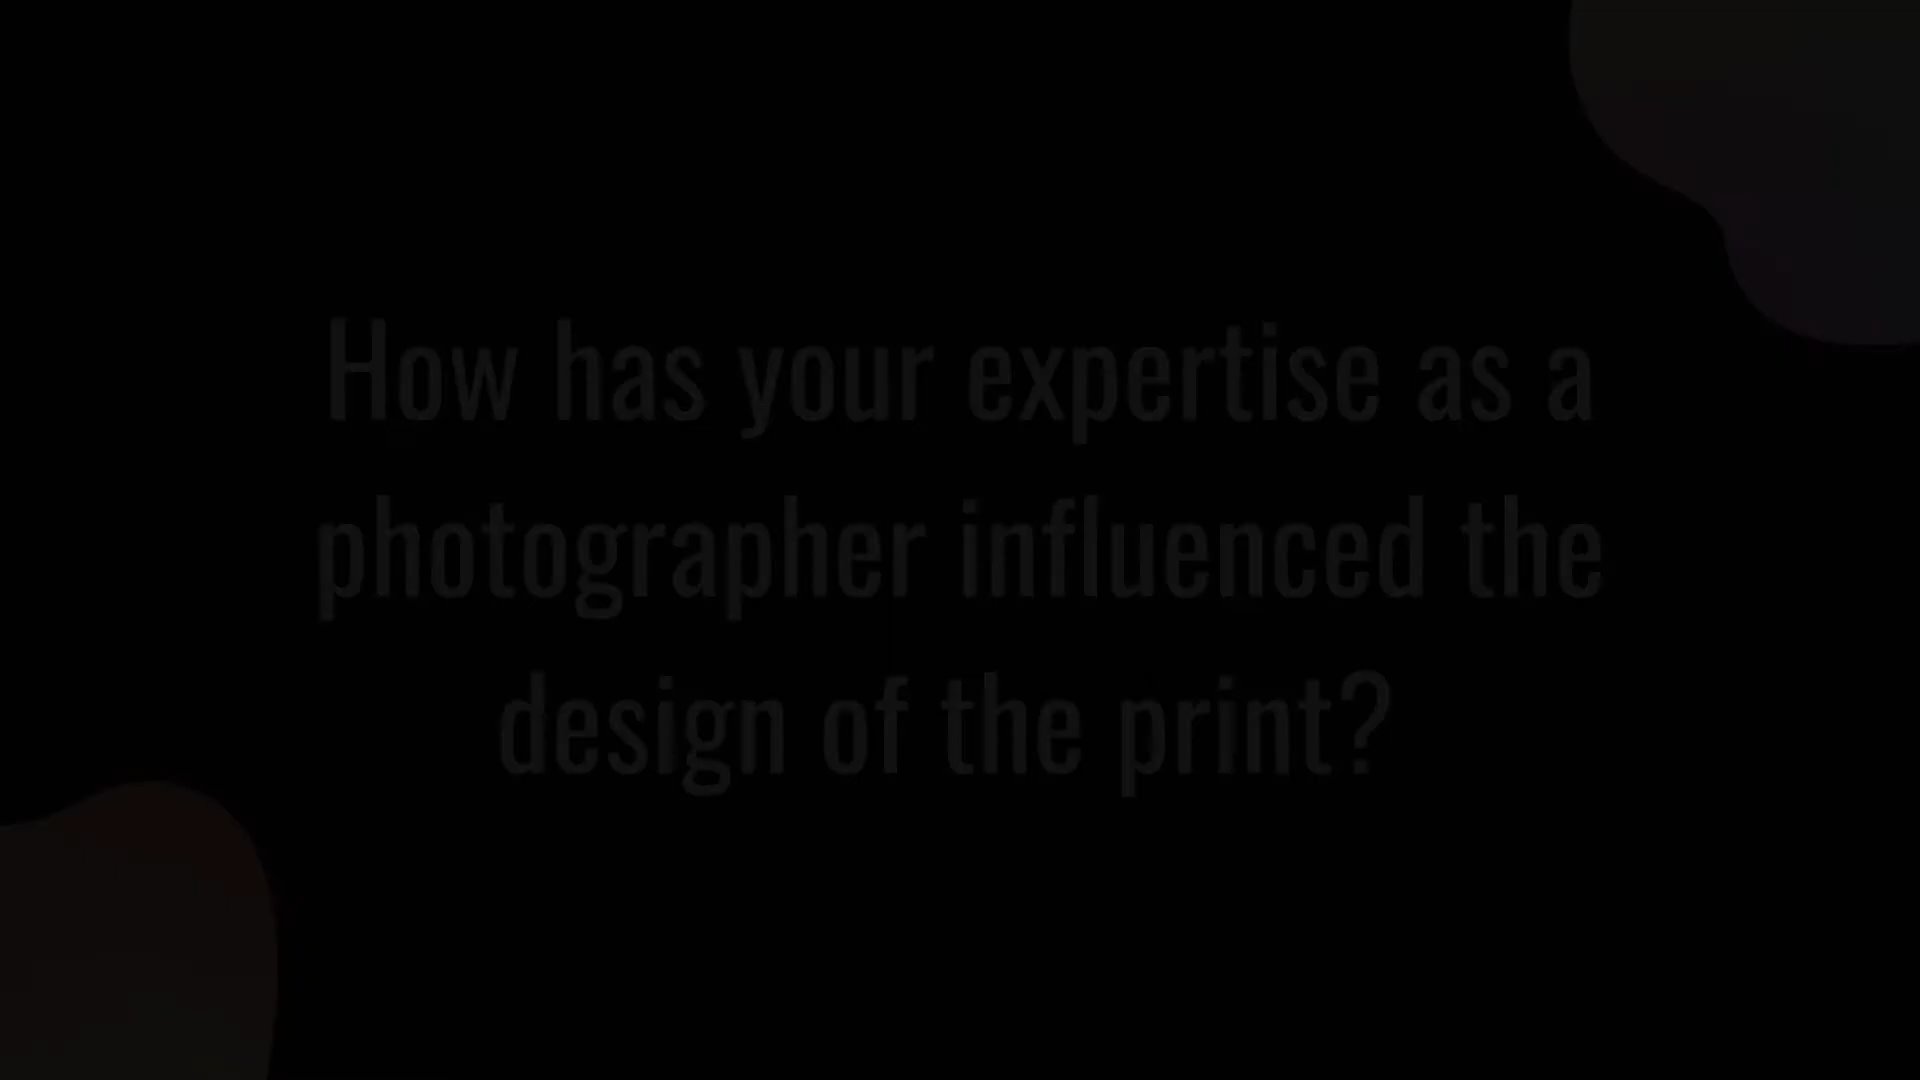 How has your expertise as a
photographer influenced the
design of the print?